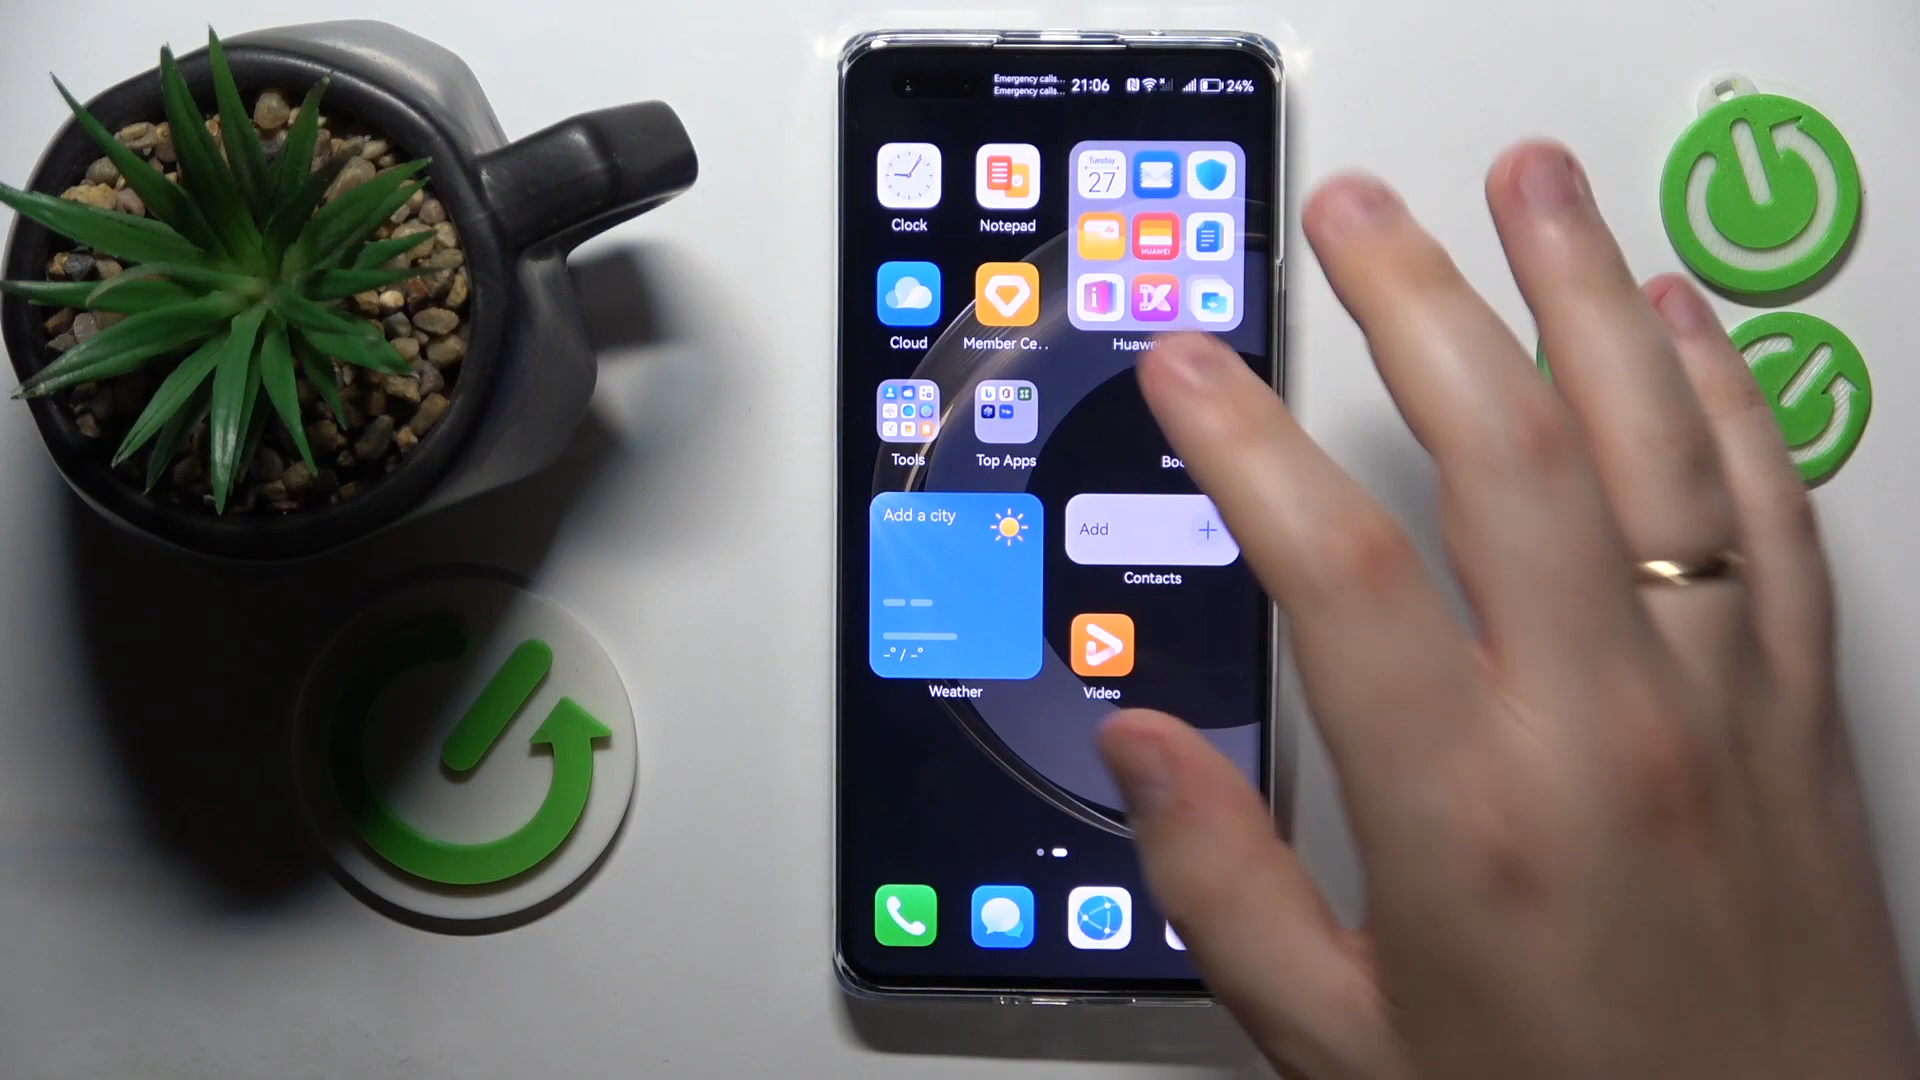 Emergency calls...
Emergency calls...
21:06
24%
Clock
Notepad
Tuesday
27
HUAWEI
Cloud
Member Ce..
Tools
Top Apps
Add a city
Add
Contacts
-° / -°
Weather
Video